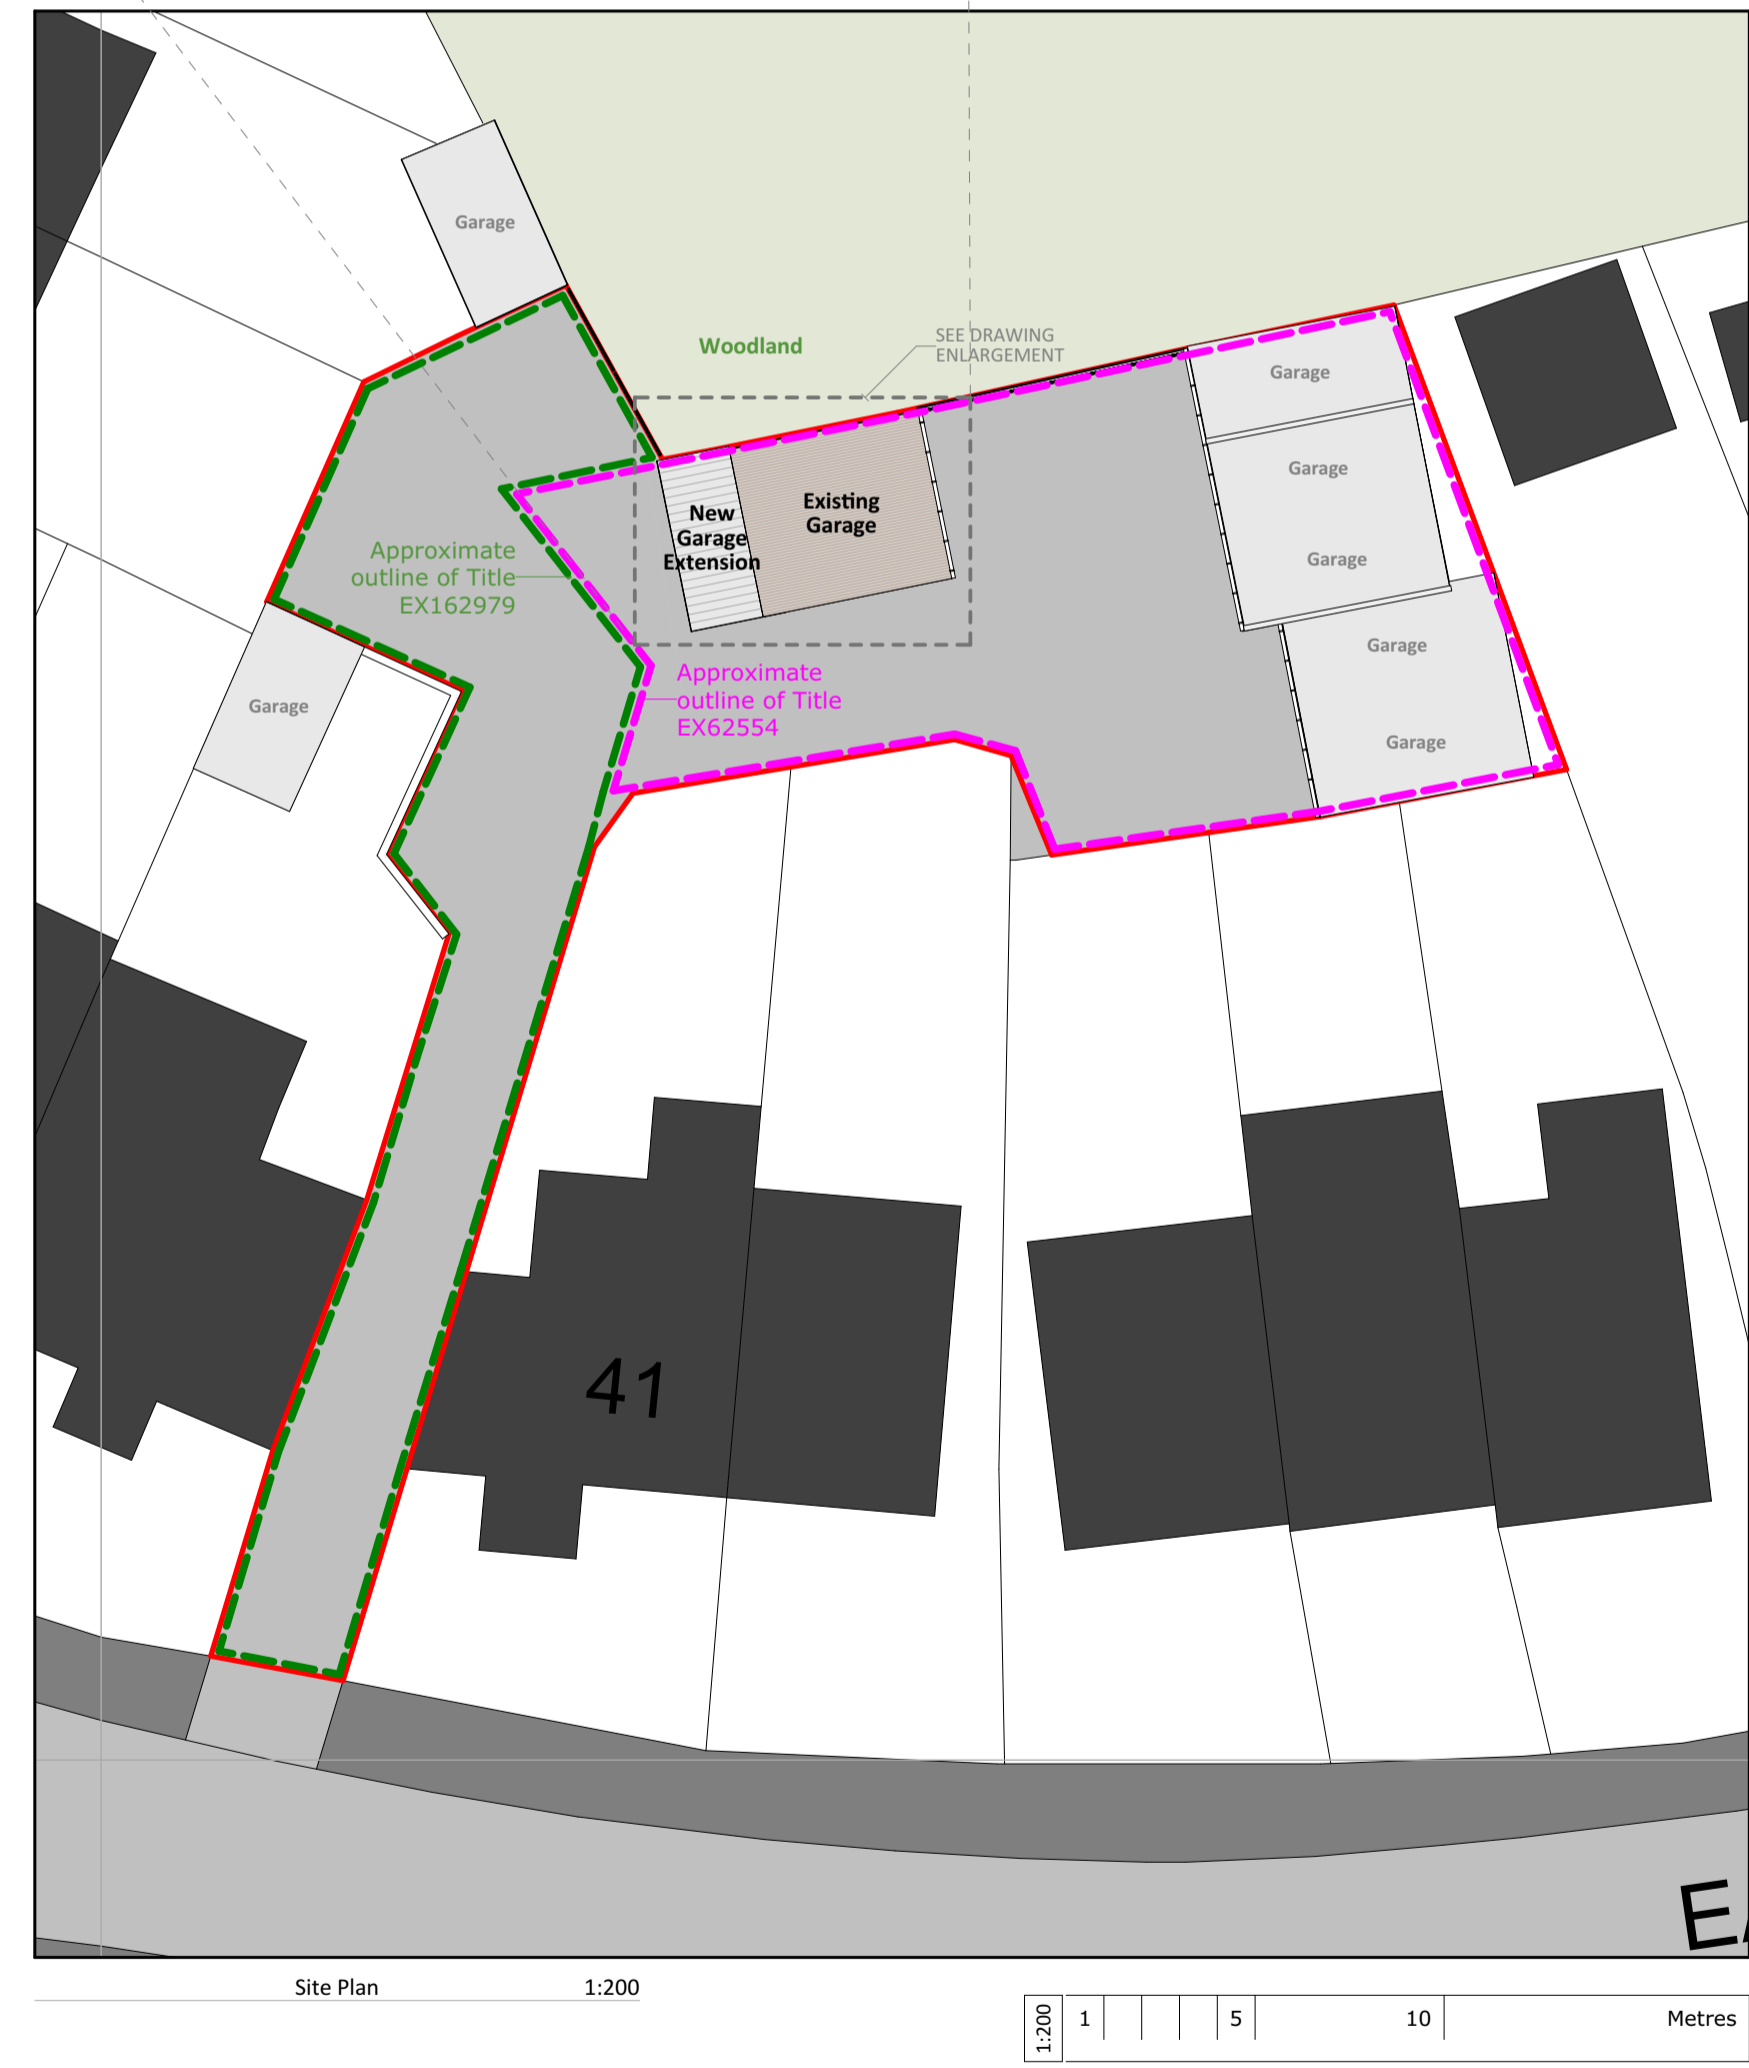 Garage
Woodland
SEE DRAWING
ENLARGEMENT
Garage
Garage
Existing
Garage
New
Garage
Extension
Approximate
outline of Title
EX162979
Garage
Garage
Approximate
outline of Title
EX62554
Garage
Garage
41
E
Site Plan 1:200
1:200 1 5 10 Metres